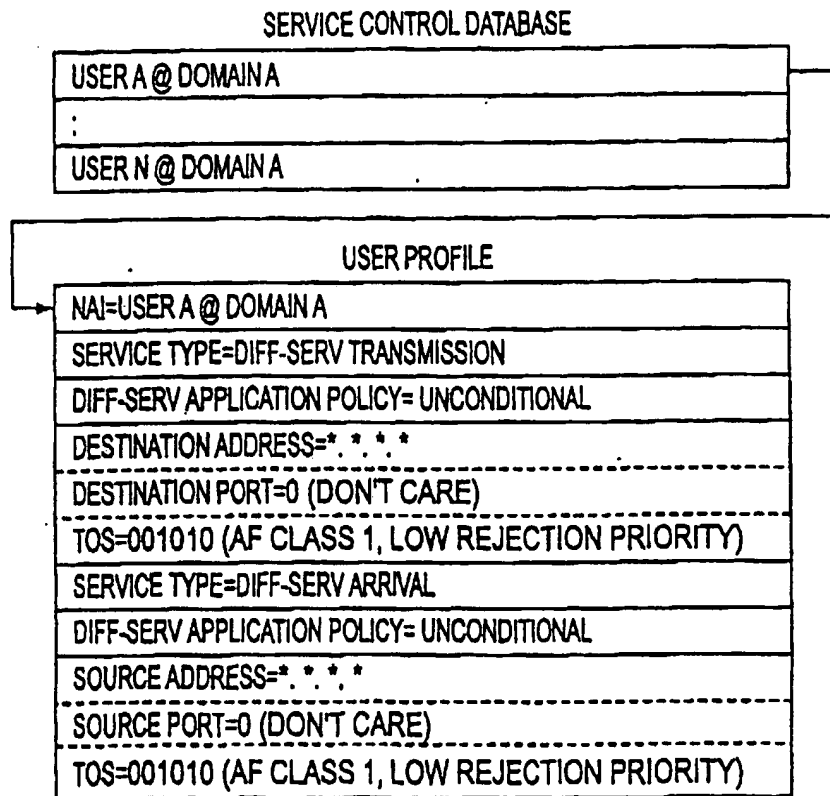 SERVICE CONTROL DATABASE
USER A @ DOMAIN A
:
USER N @ DOMAIN A
USER PROFILE
NAI=USER A @ DOMAIN A
SERVICE TYPE=DIFF-SERV TRANSMISSION
DIFF-SERV APPLICATION POLICY= UNCONDITIONAL
DESTINATION ADDRESS=*. *. *. *
DESTINATION PORT=0 (DON'T CARE)
TOS=001010 (AF CLASS 1, LOW REJECTION PRIORITY)
SERVICE TYPE=DIFF-SERV ARRIVAL
DIFF-SERV APPLICATION POLICY= UNCONDITIONAL
SOURCE ADDRESS=*. *. *. *
SOURCE PORT=0 (DON'T CARE)
TOS=001010 (AF CLASS 1, LOW REJECTION PRIORITY)